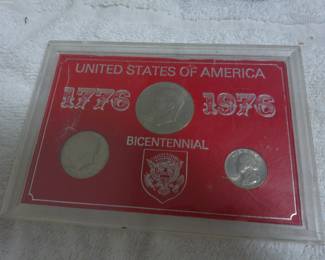 UNITED STATES OF AMERICA
1776 1976
BICENTENNIAL